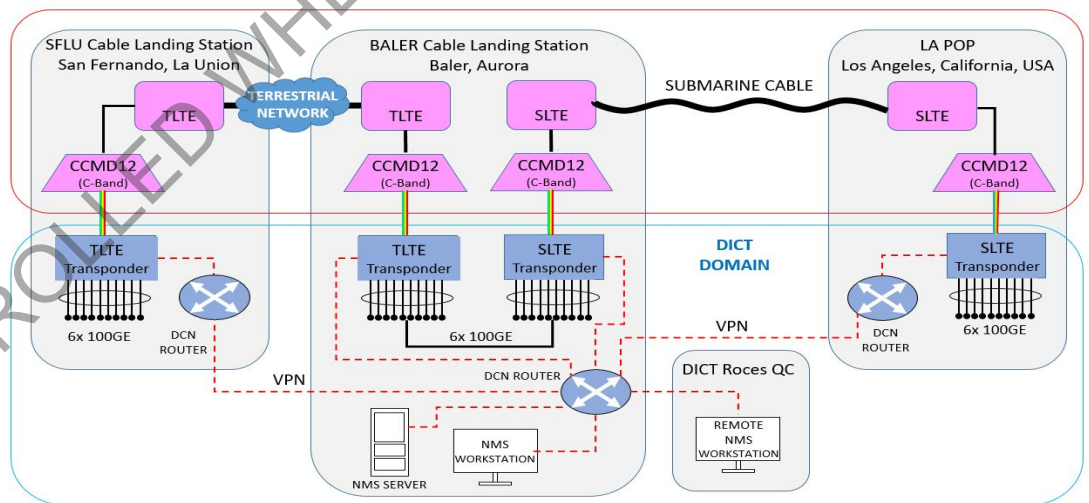 SFLU Cable Landing Station
San Fernando, La Union
BALER Cable Landing Station
Baler, Aurora
LA POP
Los Angeles, California, USA
TLTE
TERRESTRIAL
NETWORK
TLTE
SLTE
SUBMARINE CABLE
SLTE
CCMD12
(C-Band)
CCMD12
(C-Band)
CCMD12
(C-Band)
CCMD12
(C-Band)
TLTE
Transponder
TLTE
Transponder
SLTE
Transponder
DICT
DOMAIN
SLTE
Transponder
6x 100GE
DCN
ROUTER
6x 100GE
VPN
DCN
ROUTER
6x 100GE
VPN
DCN ROUTER
DICT Roces QC
NMS SERVER
NMS
WORKSTATION
REMOTE
NMS
WORKSTATION
ROLLED WHE